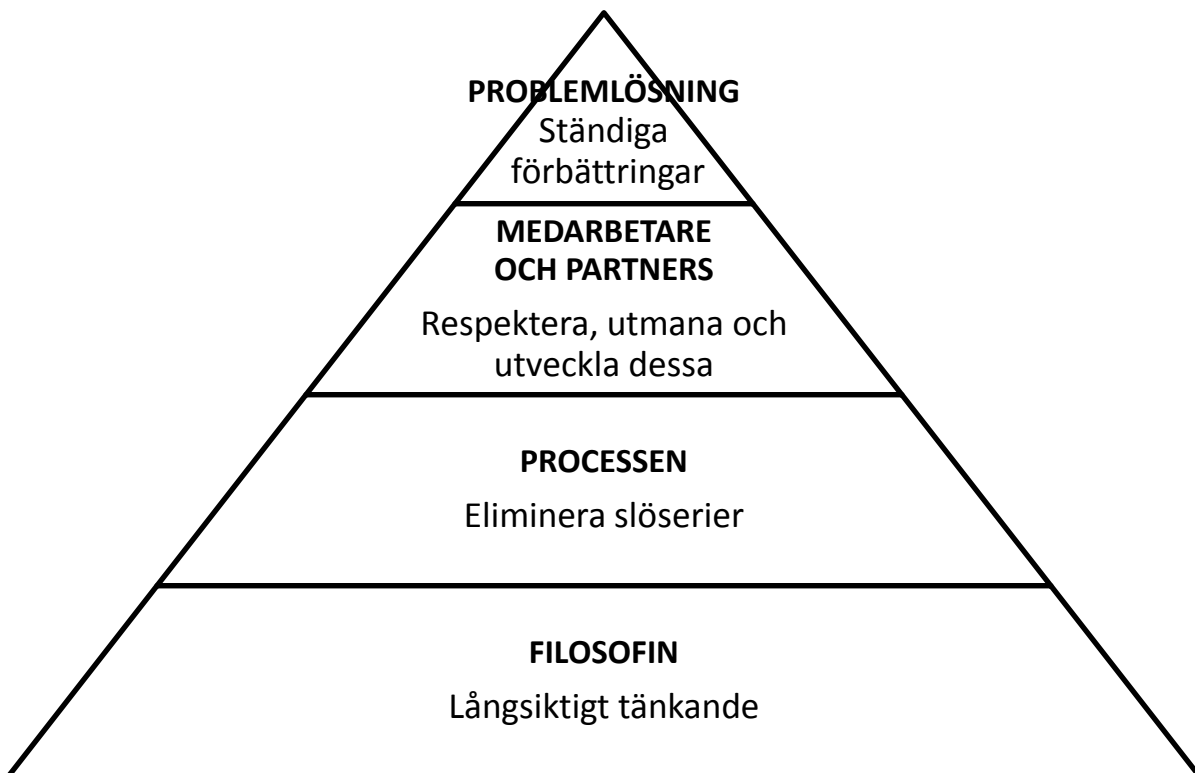 PROBLEMLÖSNING
Ständiga
förbättringar
MEDARBETARE
OCH PARTNERS
Respektera, utmana och
utveckla dessa
PROCESSEN
Eliminera slöserier
FILOSOFIN
Långsiktigt tänkande